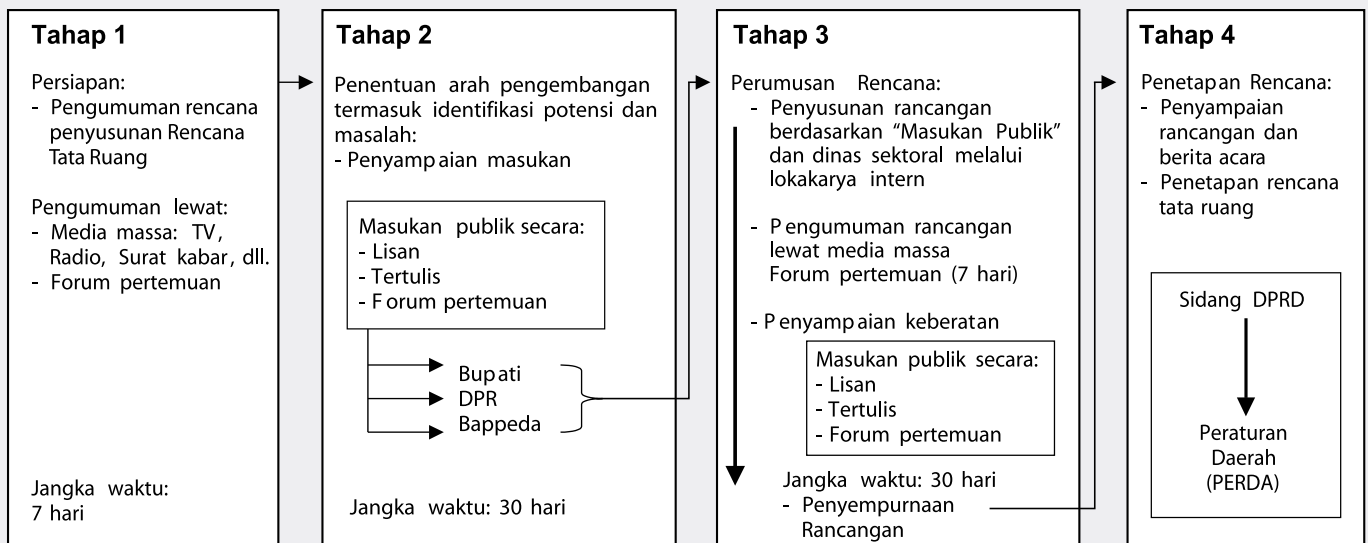 Tahap 1
Persiapan:
- Pengumuman rencana
penyusunan Rencana
Tata Ruang
Pengumuman lewat:
- Media massa: TV,
Radio, Surat kabar, dll.
- Forum pertemuan
Jangka waktu:
7 hari
Tahap 2
Penentuan arah pengembangan
termasuk identifikasi potensi dan
masalah:
- Penyampaian masukan
Masukan publik secara:
- Lisan
- Tertulis
- Forum pertemuan
Bupati
DPR
Bappeda
Jangka waktu: 30 hari
Tahap 3
Perumusan Rencana:
- Penyusunan rancangan
berdasarkan “Masukan Publik”
dan dinas sektoral melalui
lokakarya intern
- Pengumuman rancangan
lewat media massa
Forum pertemuan (7 hari)
- Penyampaian keberatan
Masukan publik secara:
- Lisan
- Tertulis
- Forum pertemuan
Jangka waktu: 30 hari
- Penyempurnaan
Rancangan
Tahap 4
Penetapan Rencana:
- Penyampaian
rancangan dan
berita acara
- Penetapan rencana
tata ruang
Sidang DPRD
Peraturan
Daerah
(PERDA)